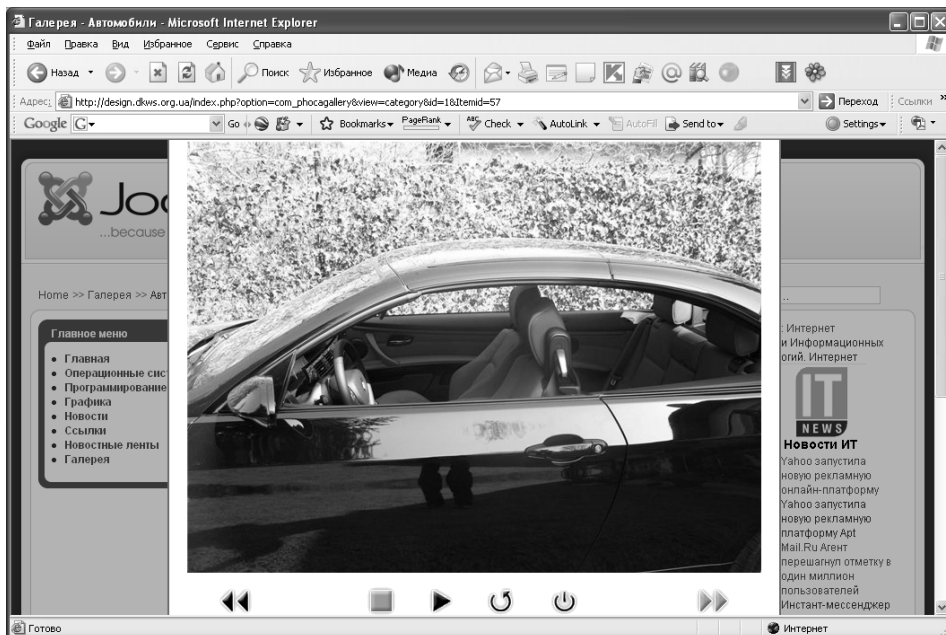 Галерея - Автомобили - Microsoft Internet Explorer
Файл Правка Вид Избранное Сервис Справка
Назад Поиск Избранное Медиа
Адрес: http://design.dkws.org.ua/index.php?option=com_phocagallery&view=category&id=1&Itemid=57 Переход Ссылки »
Google G Go Bookmarks PageRank ABC Check AutoLink AutoFill Send to Settings
Joo
...because
Home >> Галерея >> Авт
..
Главное меню
Главная
Операционные сис
Программирование
Графика
Новости
Ссылки
Новостные ленты
Галерея
: Интернет
и Информационных
огий. Интернет
IT
NEWS
Новости ИТ
Yahoo запустила
новую рекламную
онлайн-платформу
Yahoo запустила
новую рекламную
платформу Apt
Mail.Ru Агент
перешагнул отметку в
один миллион
пользователей
Инстант-мессенджер
Готово Интернет